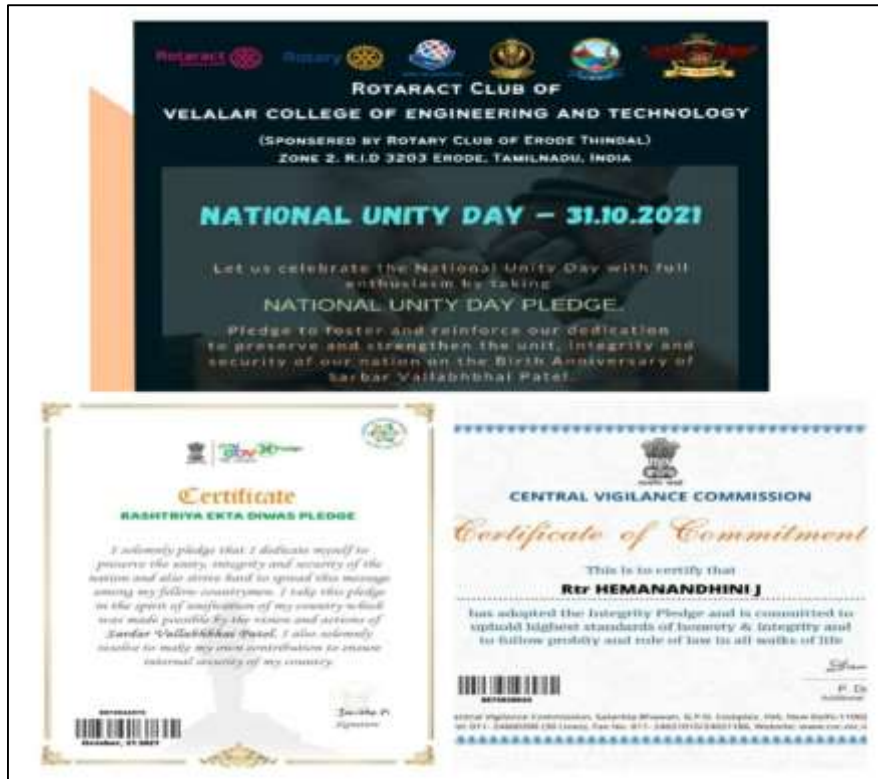 Rotaract
Rotary
ROTARACT CLUB OF
VELALAR COLLEGE OF ENGINEERING AND TECHNOLOGY
(SPONSERED BY ROTARY CLUB OF ERODE THINDAL)
ZONE 2, R.I.D 3203 ERODE, TAMILNADU, INDIA
NATIONAL UNITY DAY – 31.10.2021
Let us celebrate the National Unity Day with full
enthusiasm by taking
NATIONAL UNITY DAY PLEDGE.
Pledge to foster and reinforce our dedication
to preserve and strengthen the unit, integrity and
security of our nation on the Birth Anniversary of
Sarbar Vallabhbhai Patel.
Certificate
RASHTRIYA EKTA DIWAS PLEDGE
I solemnly pledge that I dedicate myself to
preserve the unity, integrity and security of the
nation and also strive hard to spread this message
among my fellow countrymen. I take this pledge
in the spirit of unification of my country which
was made possible by the vision and actions of
Sardar Vallabhbhai Patel. I also solemnly
resolve to make my own contribution to ensure
internal security of my country.
Signature
October, 31 2021
CENTRAL VIGILANCE COMMISSION
Certificate of Commitment
This is to certify that
Rtr HEMANANDHINI J
has adopted the Integrity Pledge and is committed to
uphold highest standards of honesty & integrity and
to follow probity and rule of law in all walks of life